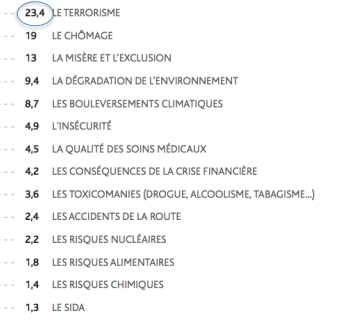 --- 23,4 LE TERRORISME
--- 19 LE CHÔMAGE
--- 13 LA MISÈRE ET L'EXCLUSION
--- 9,4 LA DÉGRADATION DE L'ENVIRONNEMENT
--- 8,7 LES BOULEVERSEMENTS CLIMATIQUES
--- 4,9 L'INSÉCURITÉ
--- 4,5 LA QUALITÉ DES SOINS MÉDICAUX
--- 4,2 LES CONSÉQUENCES DE LA CRISE FINANCIÈRE
--- 3,6 LES TOXICOMANIES (DROGUE, ALCOOLISME, TABAGISME...)
--- 2,4 LES ACCIDENTS DE LA ROUTE
--- 2,2 LES RISQUES NUCLÉAIRES
--- 1,8 LES RISQUES ALIMENTAIRES
--- 1,4 LES RISQUES CHIMIQUES
--- 1,3 LE SIDA